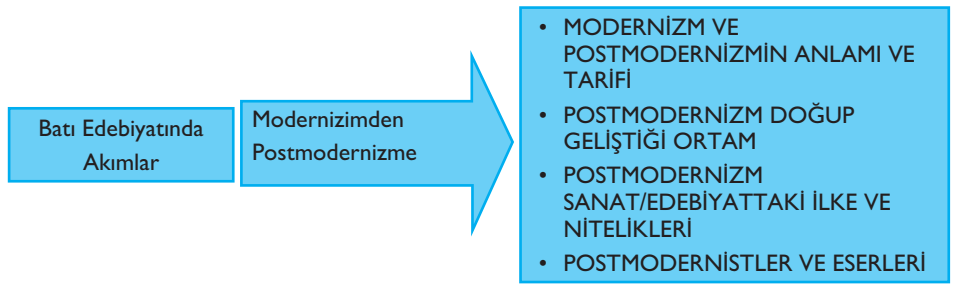 Batı Edebiyatında
Akımlar
Modernizimden
Postmodernizme
• MODERNİZM VE
POSTMODERNİZMİN ANLAMI VE
TARİFİ
• POSTMODERNİZM DOĞUP
GELİŞTİĞİ ORTAM
• POSTMODERNİZM
SANAT/EDEBİYATTAKİ İLKE VE
NİTELİKLERİ
• POSTMODERNİSTLER VE ESERLERİ